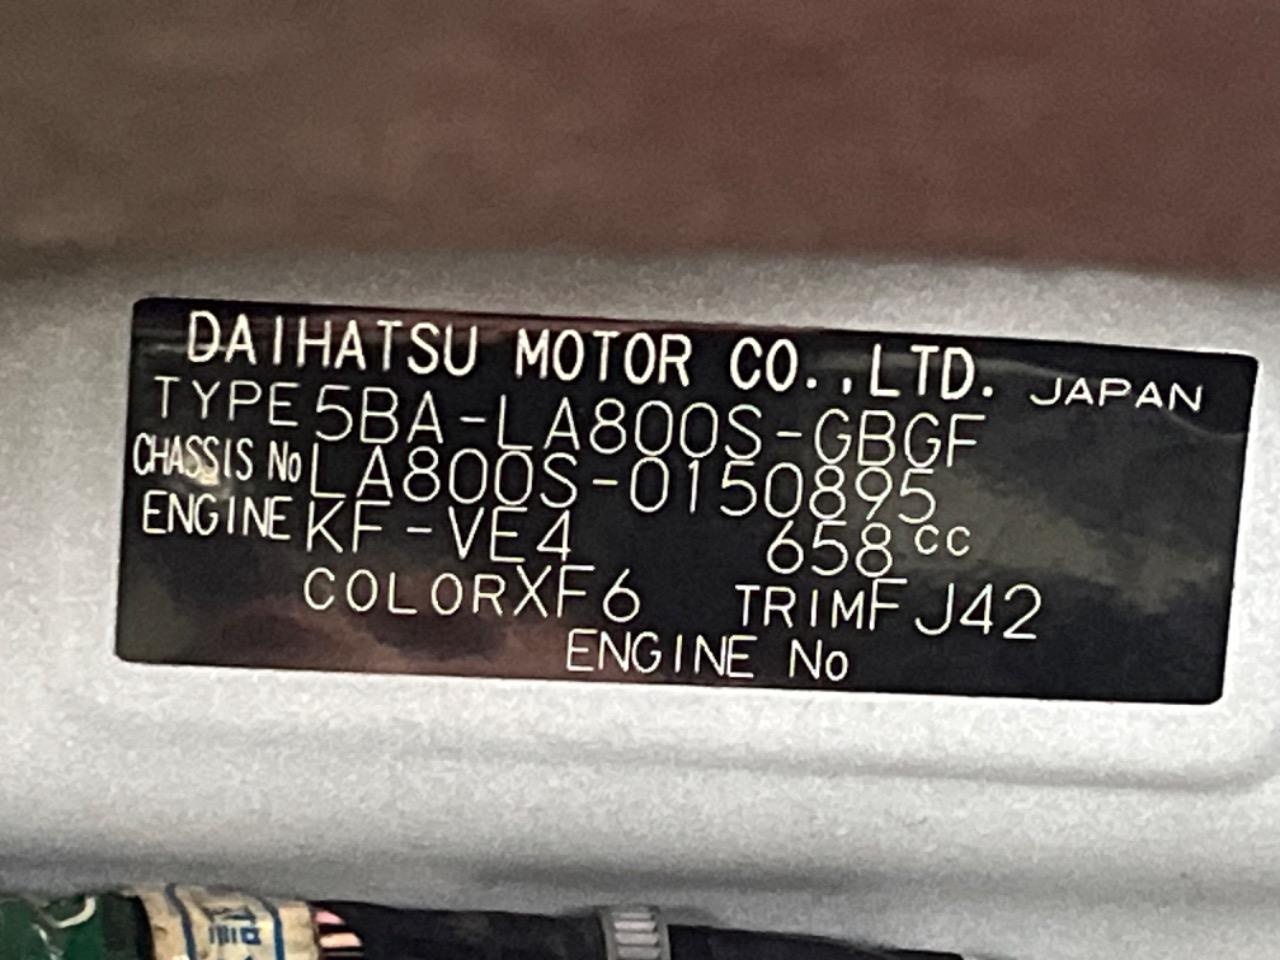 DAIHATSU MOTOR CO.,LTD. JAPAN
TYPE 5BA-LA800S-GBGF
CHASSIS No LA800S-0150895
ENGINE KF-VE4 658cc
COLOR XF6 TRIM FJ42
ENGINE No